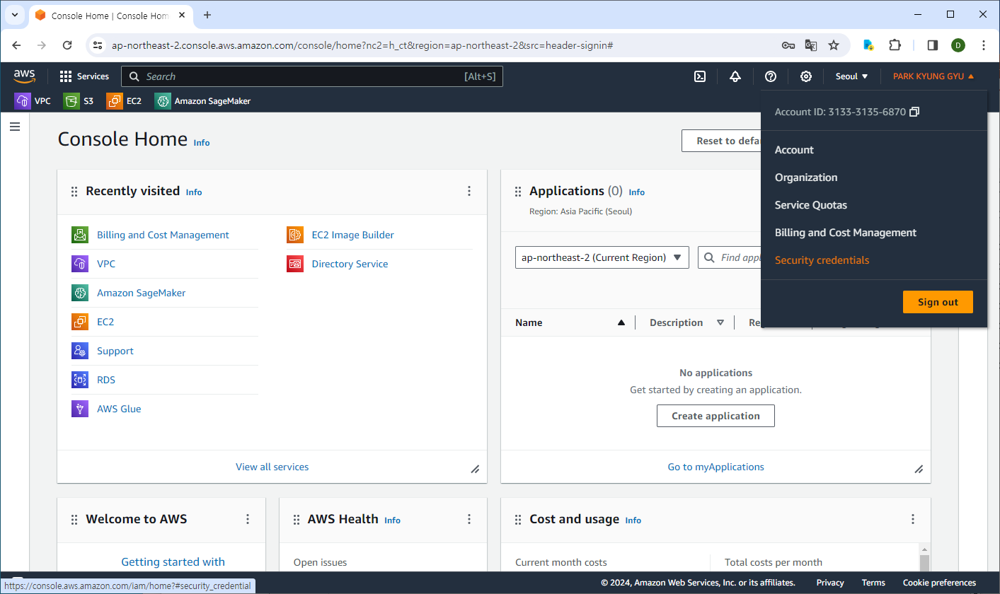 Console Home | Console Hom
ap-northeast-2.console.aws.amazon.com/console/home?nc2=h_ct&region=ap-northeast-2&src=header-signin#
D
aws
Services
Search
[Alt+S]
Seoul
PARK KYUNG GYU
VPC
S3
EC2
Amazon SageMaker
Account ID: 3133-3135-6870
Account
Organization
Service Quotas
Billing and Cost Management
Security credentials
Sign out
Console Home Info
Reset to defau
Recently visited Info
Billing and Cost Management
VPC
Amazon SageMaker
EC2
Support
RDS
AWS Glue
EC2 Image Builder
Directory Service
View all services
Applications (0) Info
Region: Asia Pacific (Seoul)
ap-northeast-2 (Current Region)
Find appl
Name
Description
Re
No applications
Get started by creating an application.
Create application
Go to myApplications
Welcome to AWS
Getting started with
AWS Health Info
Open issues
Cost and usage Info
Current month costs
Total costs per month
https://console.aws.amazon.com/iam/home?#security_credential
© 2024, Amazon Web Services, Inc. or its affiliates.
Privacy
Terms
Cookie preferences